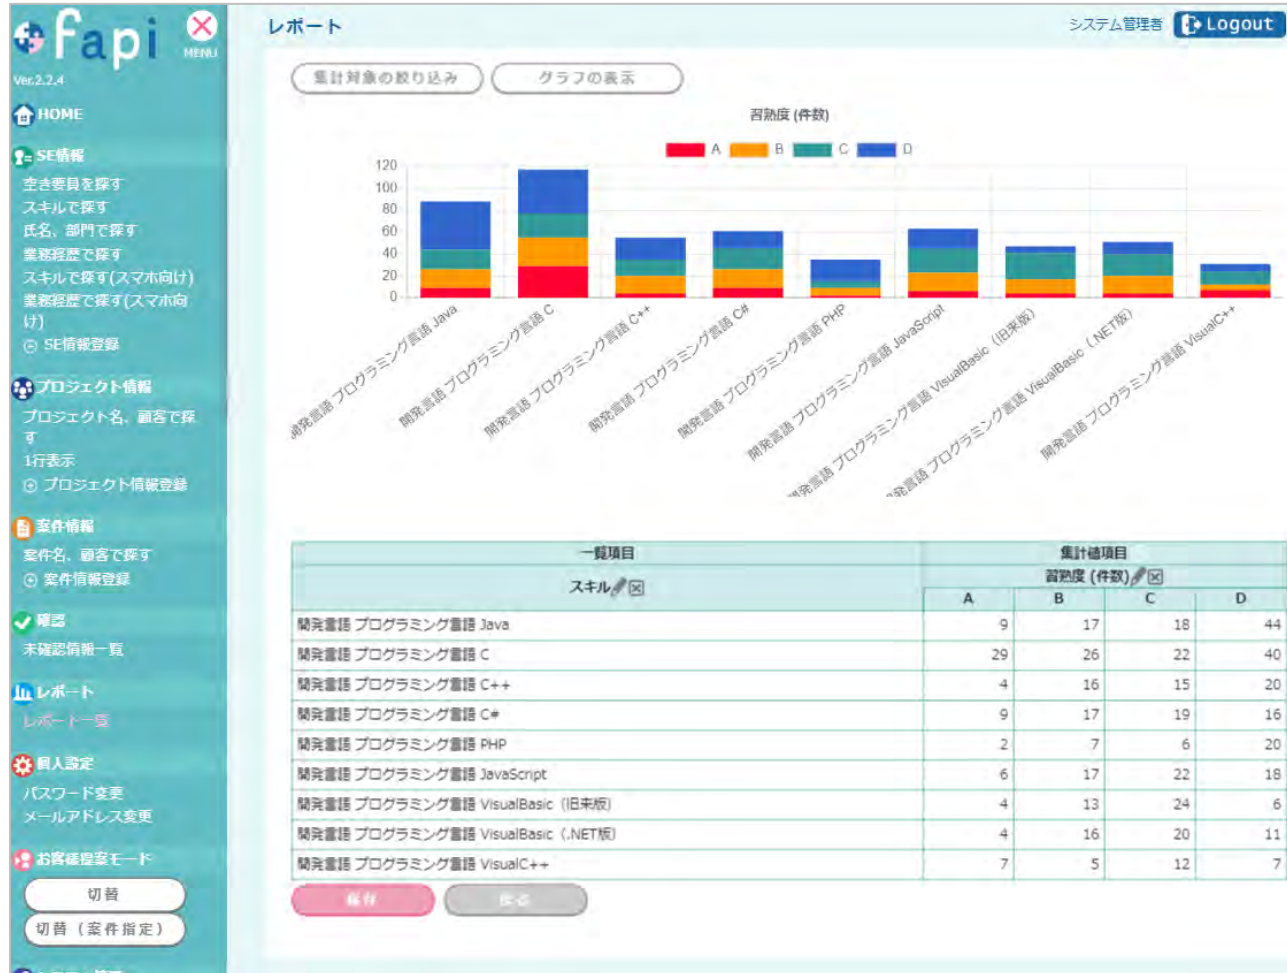 fapi
MENU
Ver.2.2.4
HOME
SE情報
空き要員を探す
スキルで探す
氏名、部門で探す
業務経歴で探す
スキルで探す(スマホ向け)
業務経歴で探す(スマホ向
け)
SE情報登録
プロジェクト情報
プロジェクト名、顧客で探
す
1行表示
プロジェクト情報登録
案件情報
案件名、顧客で探す
案件情報登録
確認
未確認情報一覧
レポート
レポート一覧
個人設定
パスワード変更
メールアドレス変更
お客様提案モード
切替
切替（案件指定）
レポート
システム管理者 Logout
集計対象の絞り込み グラフの表示
習熟度 (件数)
A B C D
120
100
80
60
40
20
0
開発言語 プログラミング言語 Java
開発言語 プログラミング言語 C
開発言語 プログラミング言語 C++
開発言語 プログラミング言語 C#
開発言語 プログラミング言語 PHP
開発言語 プログラミング言語 JavaScript
開発言語 プログラミング言語 VisualBasic（旧来版）
開発言語 プログラミング言語 VisualBasic（.NET版）
開発言語 プログラミング言語 VisualC++
一覧項目 集計値項目
スキル 習熟度 (件数)
A B C D
開発言語 プログラミング言語 Java 9 17 18 44
開発言語 プログラミング言語 C 29 26 22 40
開発言語 プログラミング言語 C++ 4 16 15 20
開発言語 プログラミング言語 C# 9 17 19 16
開発言語 プログラミング言語 PHP 2 7 6 20
開発言語 プログラミング言語 JavaScript 6 17 22 18
開発言語 プログラミング言語 VisualBasic（旧来版） 4 13 24 6
開発言語 プログラミング言語 VisualBasic（.NET版） 4 16 20 11
開発言語 プログラミング言語 VisualC++ 7 5 12 7
保存